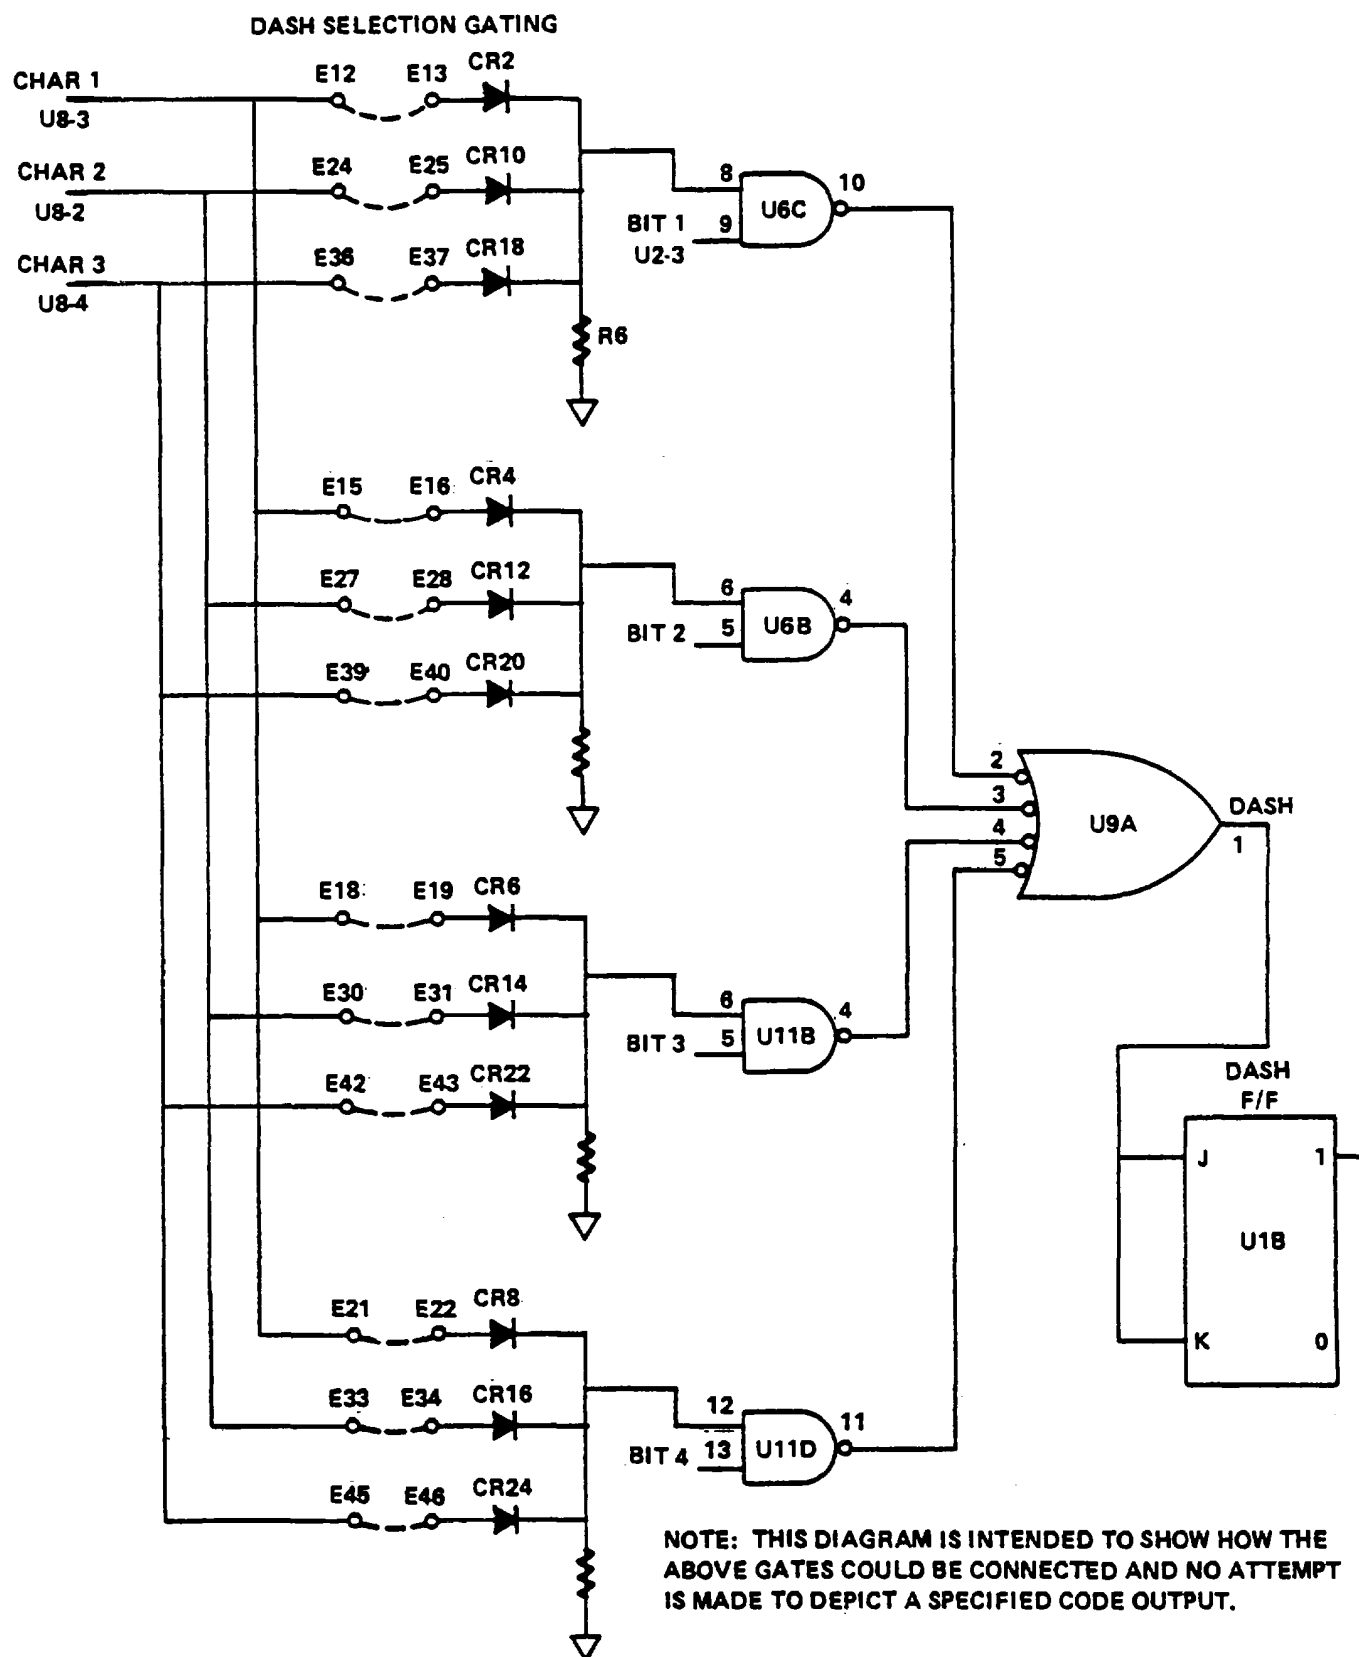 DASH SELECTION GATING
CHAR 1
U8-3
E12 E13 CR2
CHAR 2
U8-2
E24 E25 CR10
CHAR 3
U8-4
E36 E37 CR18
R6
8
BIT 1 9
U2-3
U6C
10
E15 E16 CR4
E27 E28 CR12
E39 E40 CR20
6
BIT 2 5
U6B
4
2
3
4
5
U9A
DASH
1
E18 E19 CR6
E30 E31 CR14
E42 E43 CR22
6
BIT 3 5
U11B
4
DASH
F/F
J 1
U1B
K 0
E21 E22 CR8
E33 E34 CR16
E45 E46 CR24
12
BIT 4 13
U11D
11
NOTE: THIS DIAGRAM IS INTENDED TO SHOW HOW THE
ABOVE GATES COULD BE CONNECTED AND NO ATTEMPT
IS MADE TO DEPICT A SPECIFIED CODE OUTPUT.